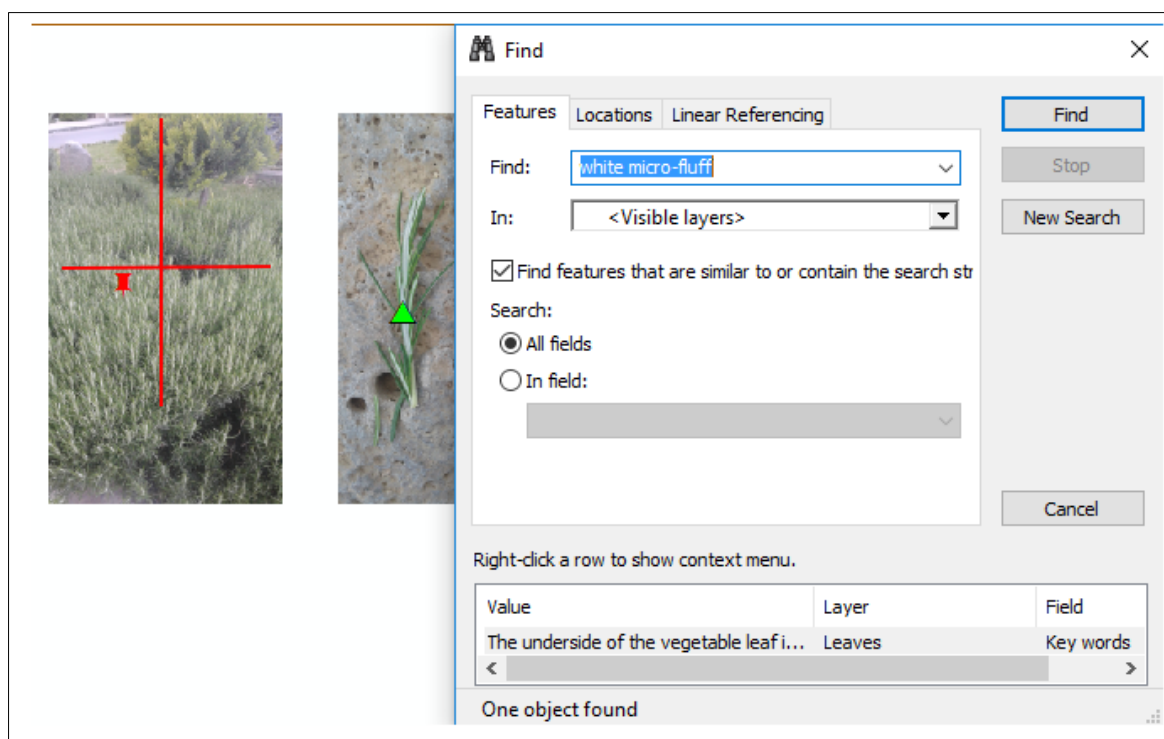 Find
Features Locations Linear Referencing
Find
Find: white micro-fluff
Stop
In: <Visible layers>
New Search
Find features that are similar to or contain the search str
Search:
All fields
In field:
Cancel
Right-click a row to show context menu.
Value Layer Field
The underside of the vegetable leaf i... Leaves Key words
One object found